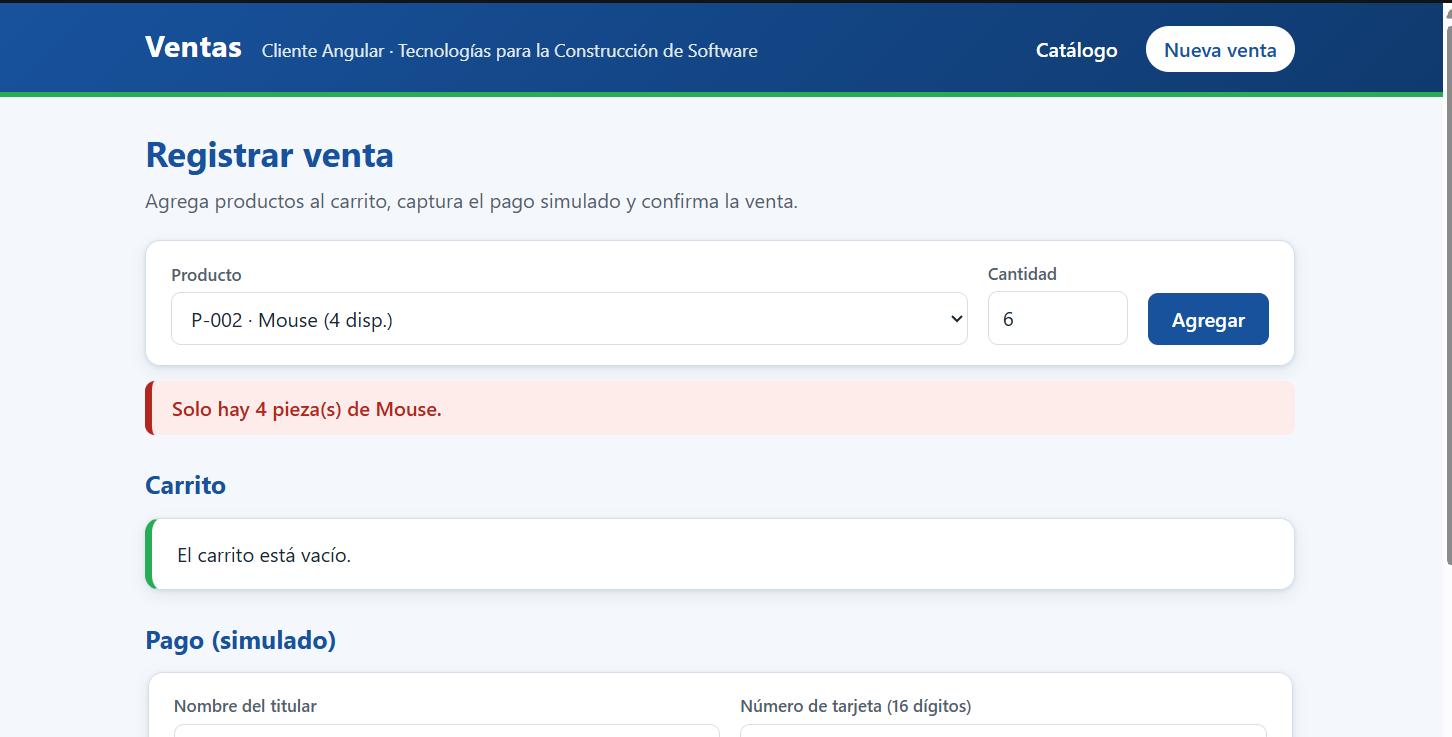 Ventas Cliente Angular · Tecnologías para la Construcción de Software Catálogo Nueva venta
Registrar venta
Agrega productos al carrito, captura el pago simulado y confirma la venta.
Producto Cantidad
P-002 · Mouse (4 disp.) 6 Agregar
Solo hay 4 pieza(s) de Mouse.
Carrito
El carrito está vacío.
Pago (simulado)
Nombre del titular Número de tarjeta (16 dígitos)